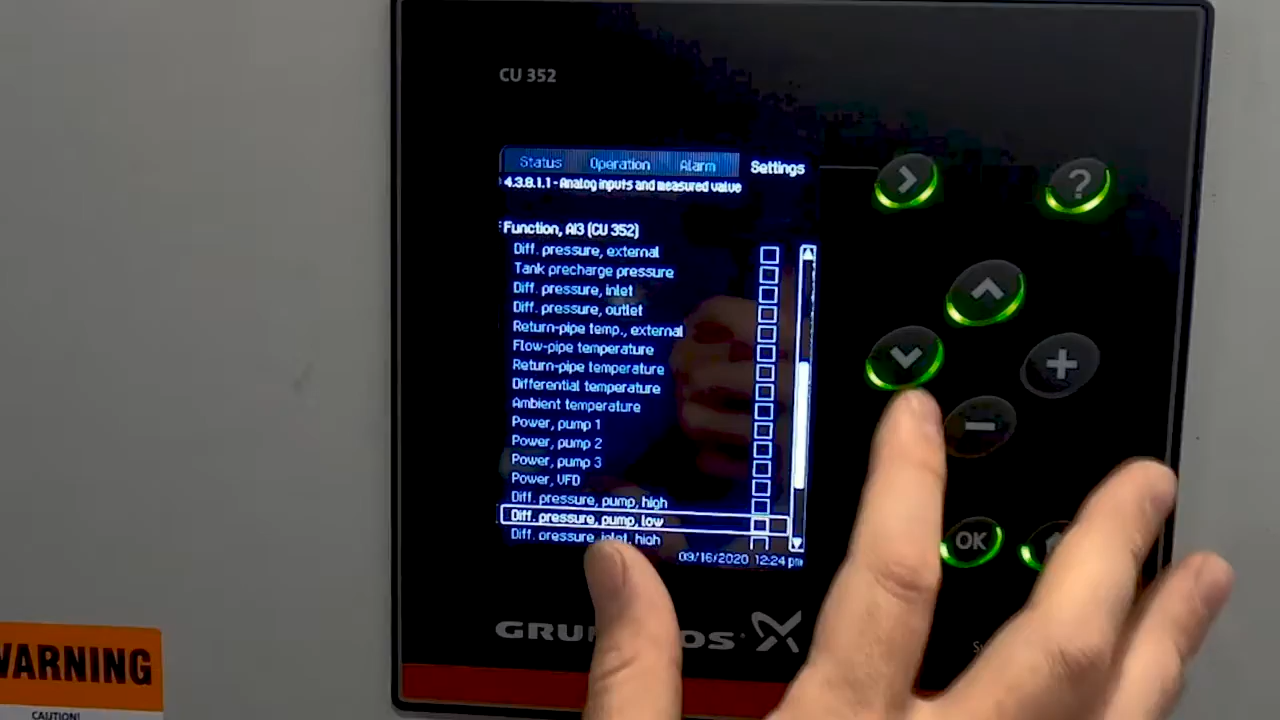 CU 352
Status Operation Alarm Settings
4.3.8.1.1 - Analog inputs and measured value
Function, AI3 (CU 352)
Diff. pressure, external
Tank precharge pressure
Diff. pressure, inlet
Diff. pressure, outlet
Return-pipe temp., external
Flow-pipe temperature
Return-pipe temperature
Differential temperature
Ambient temperature
Power, pump 1
Power, pump 2
Power, pump 3
Power, VFD
Diff. pressure, pump, high
Diff. pressure, pump, low
Diff. pressure, inlet, high
09/16/2020 12:24 pm
OK
?
WARNING
CAUTION!